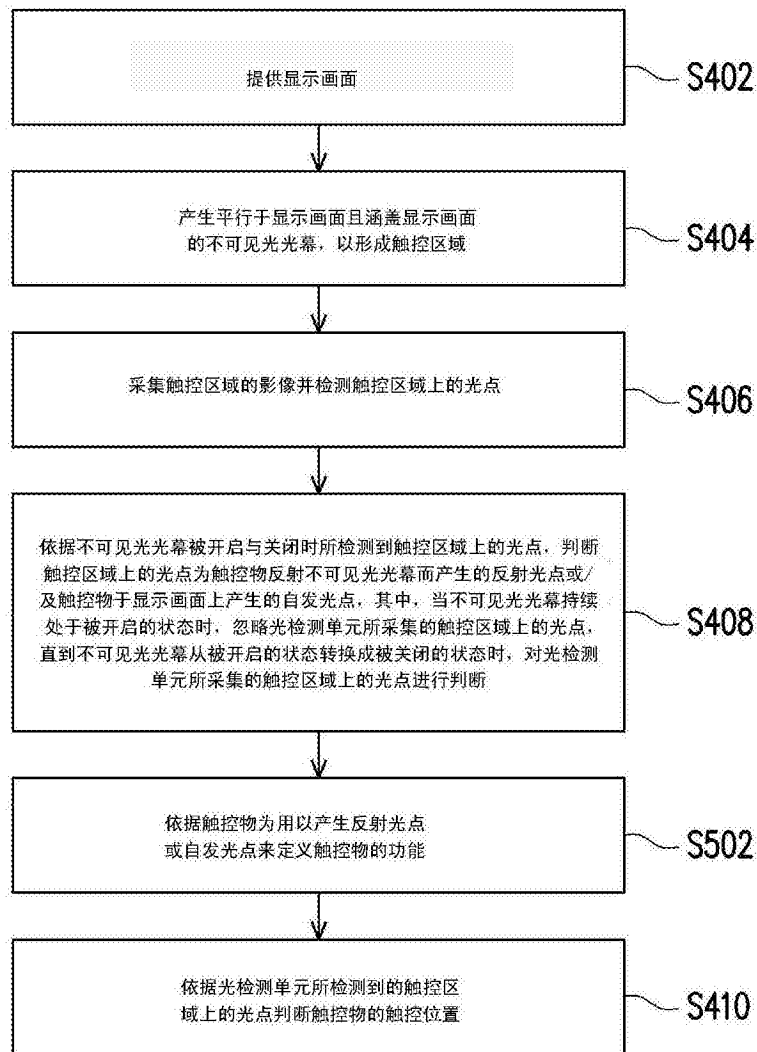 提供显示画面
S402
产生平行于显示画面且涵盖显示画面
的不可见光光幕，以形成触控区域
S404
采集触控区域的影像并检测触控区域上的光点
S406
依据不可见光光幕被开启与关闭时所检测到触控区域上的光点，判断
触控区域上的光点为触控物反射不可见光光幕而产生的反射光点或/
及触控物于显示画面上产生的自发光点，其中，当不可见光光幕持续
处于被开启的状态时，忽略光检测单元所采集的触控区域上的光点，
直到不可见光光幕从被开启的状态转换成被关闭的状态时，对光检测
单元所采集的触控区域上的光点进行判断
S408
依据触控物为用以产生反射光点
或自发光点来定义触控物的功能
S502
依据光检测单元所检测到的触控区
域上的光点判断触控物的触控位置
S410